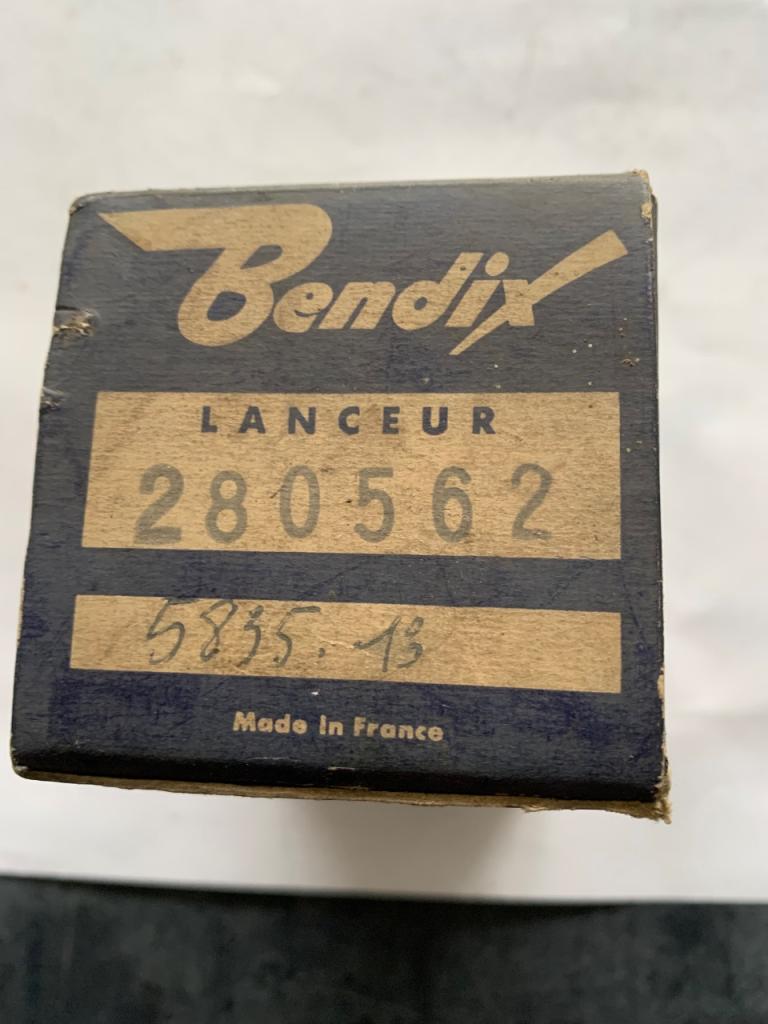 Bendix
LANCEUR
280562
5835.13
Made In France